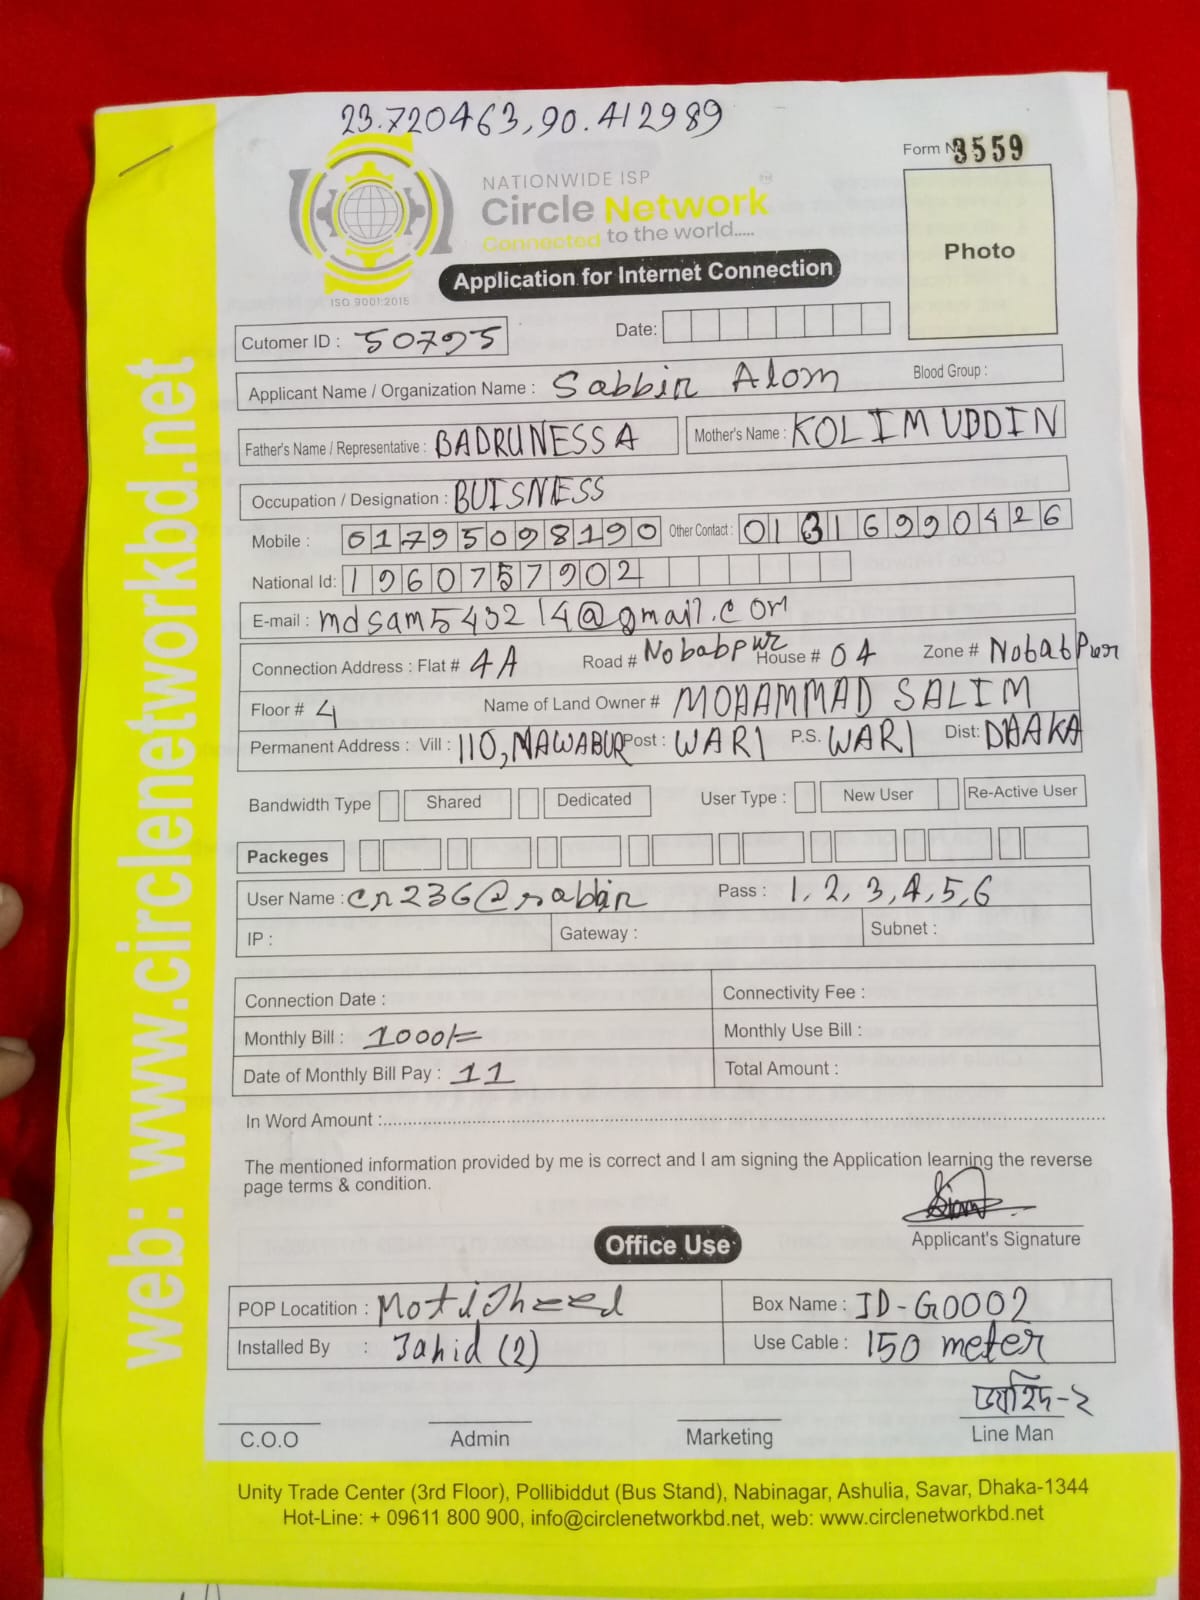 23.720463,90.412989
Form No 3559
NATIONWIDE ISP
Circle Network TM
Connected to the world.....
ISO 9001:2015
Application for Internet Connection
Photo
Cutomer ID : 50795
Date:
Applicant Name / Organization Name : Sabbir Alom
Blood Group :
Father's Name / Representative : BADRUNESSA
Mother's Name : KOLIMUDDIN
Occupation / Designation : BUISNESS
Mobile : 01795098190 Other Contact : 01316990426
National Id: 1960757902
E-mail : mdsam543214@gmail.com
Connection Address : Flat # 4A Road # Nobabpur House # 04 Zone # Nobabpur
Floor # 4 Name of Land Owner # MOHAMMAD SALIM
Permanent Address : Vill : 110, NAWABUR Post : WARI P.S. WARI Dist: DHAKA
Bandwidth Type Shared Dedicated User Type : New User Re-Active User
Packeges
User Name : cn236@sabbir Pass : 1,2,3,4,5,6
IP : Gateway : Subnet :
Connection Date : Connectivity Fee :
Monthly Bill : 1000/= Monthly Use Bill :
Date of Monthly Bill Pay : 11 Total Amount :
In Word Amount :
The mentioned information provided by me is correct and I am signing the Application learning the reverse
page terms & condition.
Applicant's Signature
Office Use
POP Locatition : Motijheel Box Name : JD-G0002
Installed By : Jahid (2) Use Cable : 150 meter
জাহিদ-২
C.O.O Admin Marketing Line Man
Unity Trade Center (3rd Floor), Pollibiddut (Bus Stand), Nabinagar, Ashulia, Savar, Dhaka-1344
Hot-Line: + 09611 800 900, info@circlenetworkbd.net, web: www.circlenetworkbd.net
web: www.circlenetworkbd.net